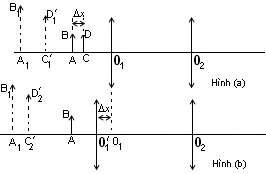 B₁ D₁′ Δx
B D
A₁ C₁′ A C O₁ O₂
Hình (a)
B₁ D₂′
B Δx
A₁ C₂′ A O₁′ O₁ O₂
Hình (b)